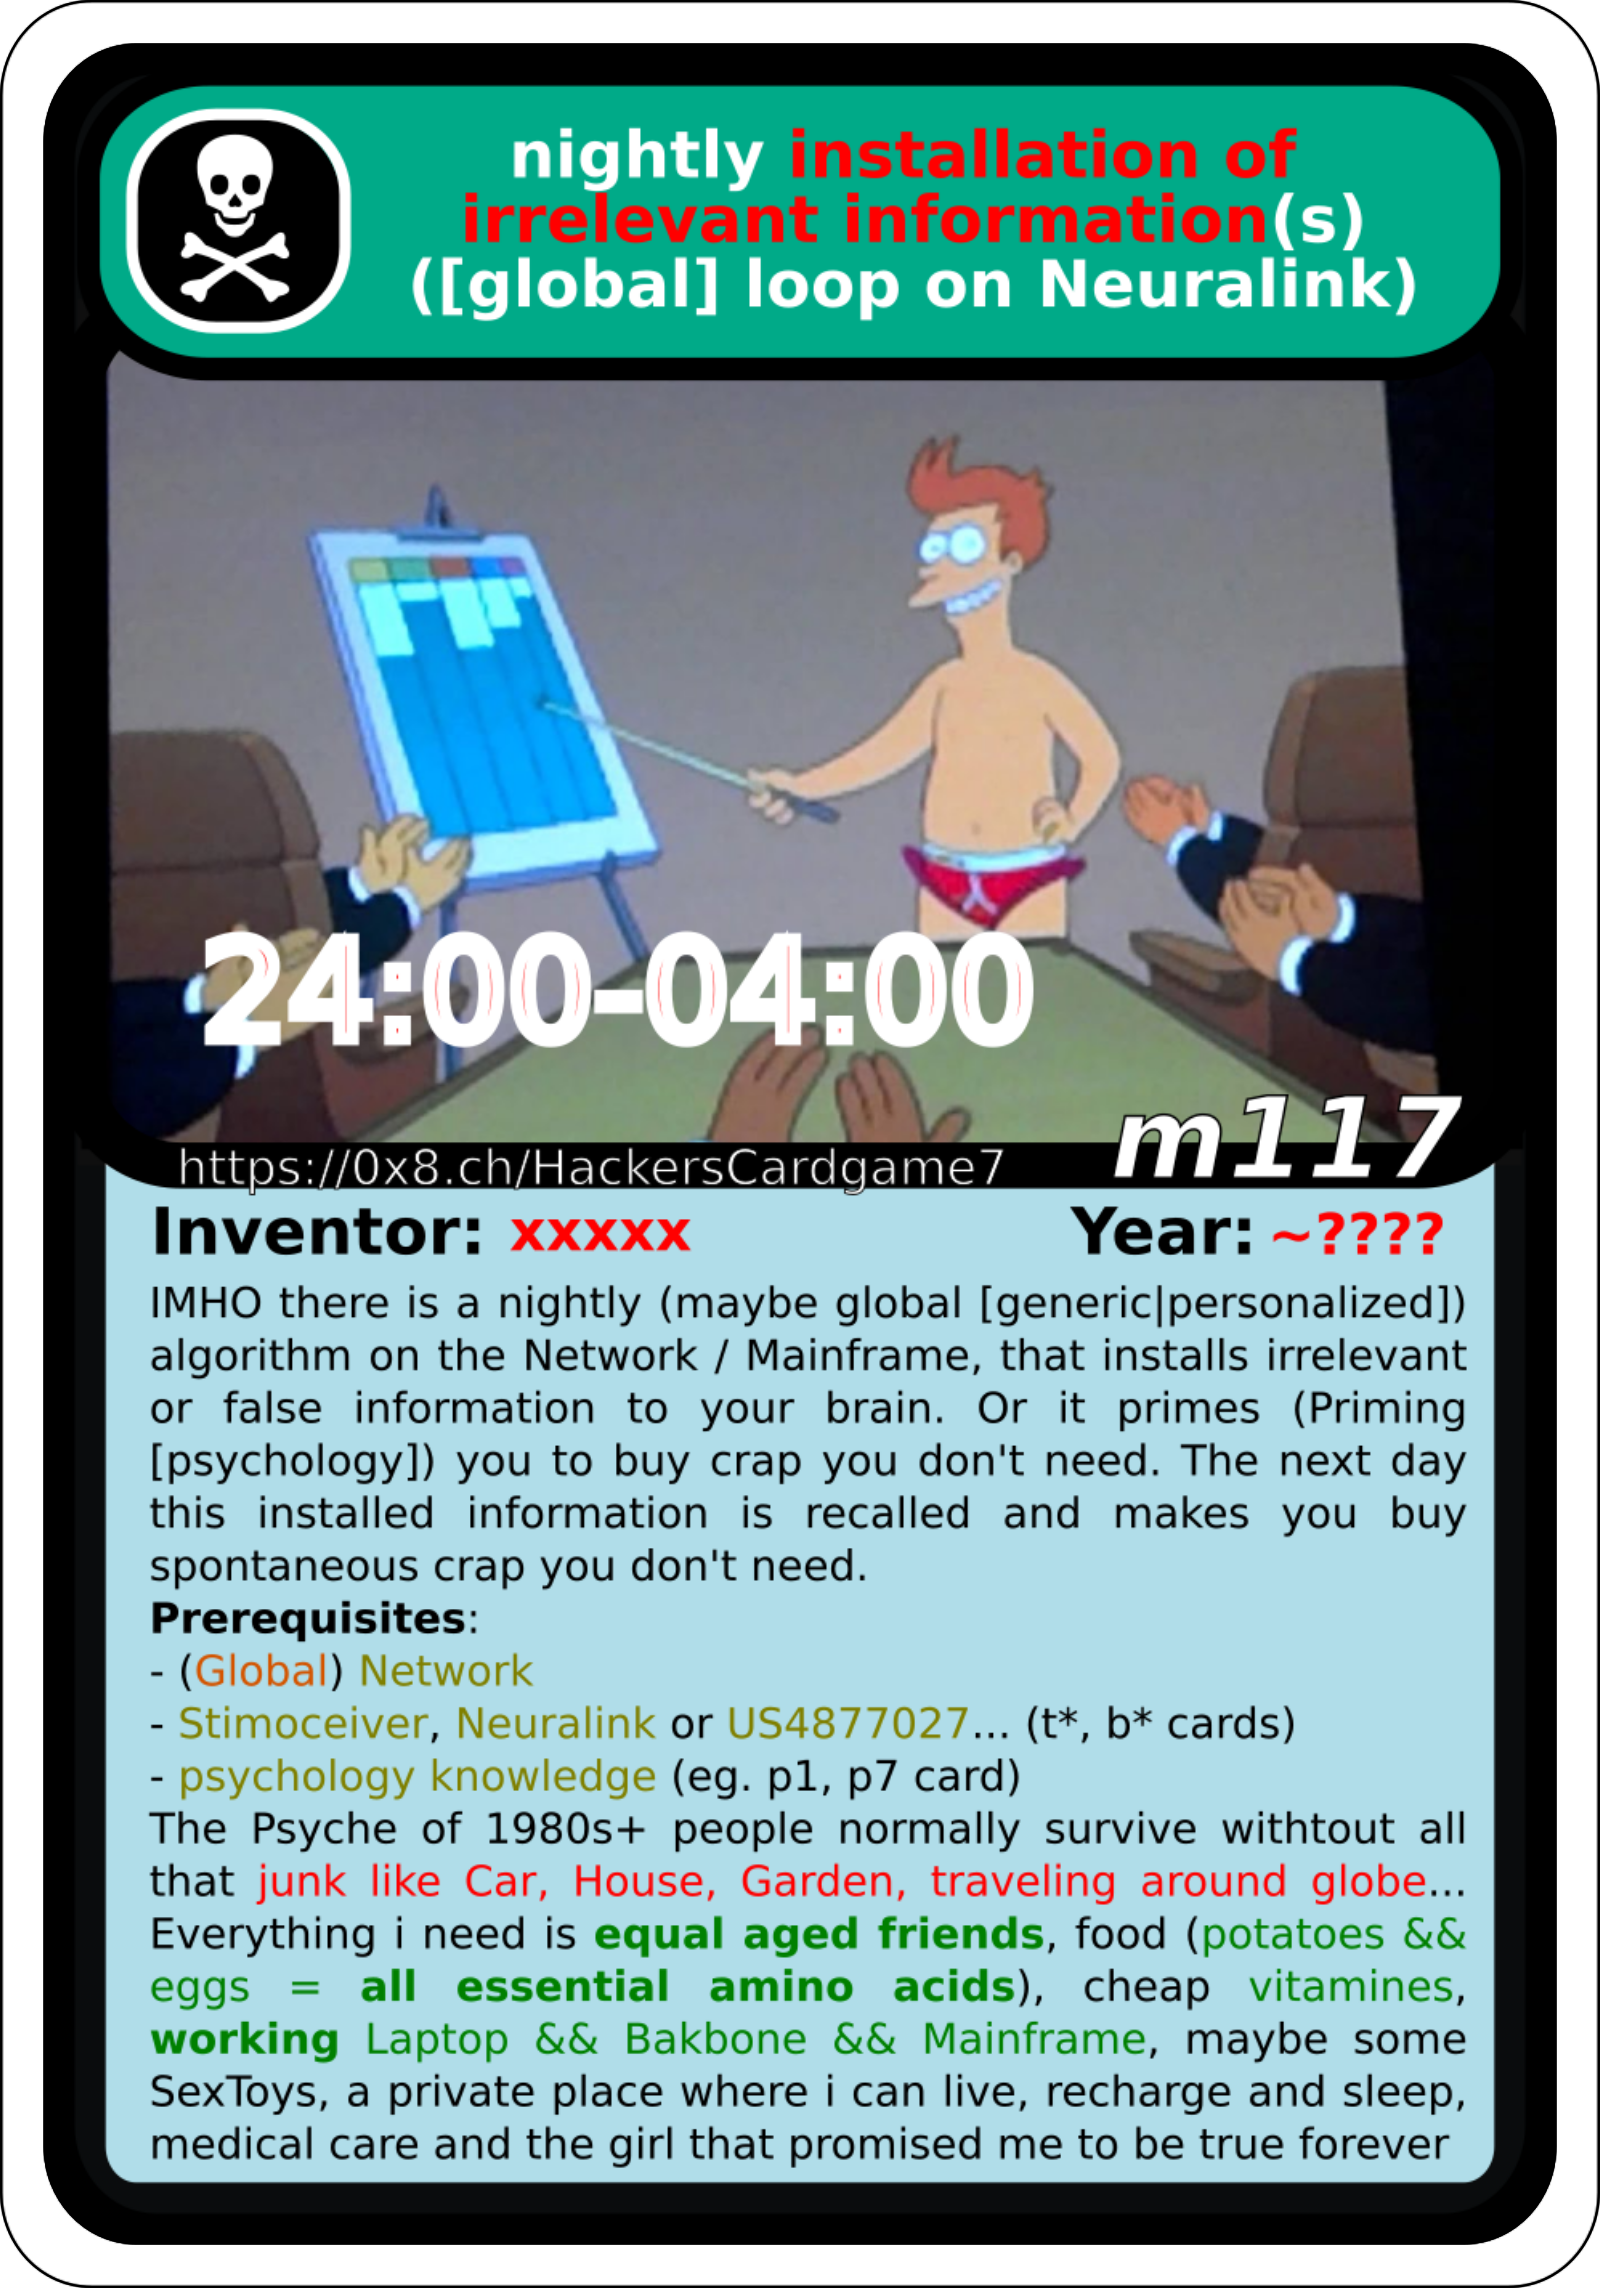 nightly installation of
irrelevant information(s)
([global] loop on Neuralink)
24:00-04:00
m117
https://0x8.ch/HackersCardgame7
Inventor: xxxxx Year: ~????
IMHO there is a nightly (maybe global [generic|personalized])
algorithm on the Network / Mainframe, that installs irrelevant
or false information to your brain. Or it primes (Priming
[psychology]) you to buy crap you don't need. The next day
this installed information is recalled and makes you buy
spontaneous crap you don't need.
Prerequisites:
- (Global) Network
- Stimoceiver, Neuralink or US4877027... (t*, b* cards)
- psychology knowledge (eg. p1, p7 card)
The Psyche of 1980s+ people normally survive withtout all
that junk like Car, House, Garden, traveling around globe...
Everything i need is equal aged friends, food (potatoes &&
eggs = all essential amino acids), cheap vitamines,
working Laptop && Bakbone && Mainframe, maybe some
SexToys, a private place where i can live, recharge and sleep,
medical care and the girl that promised me to be true forever